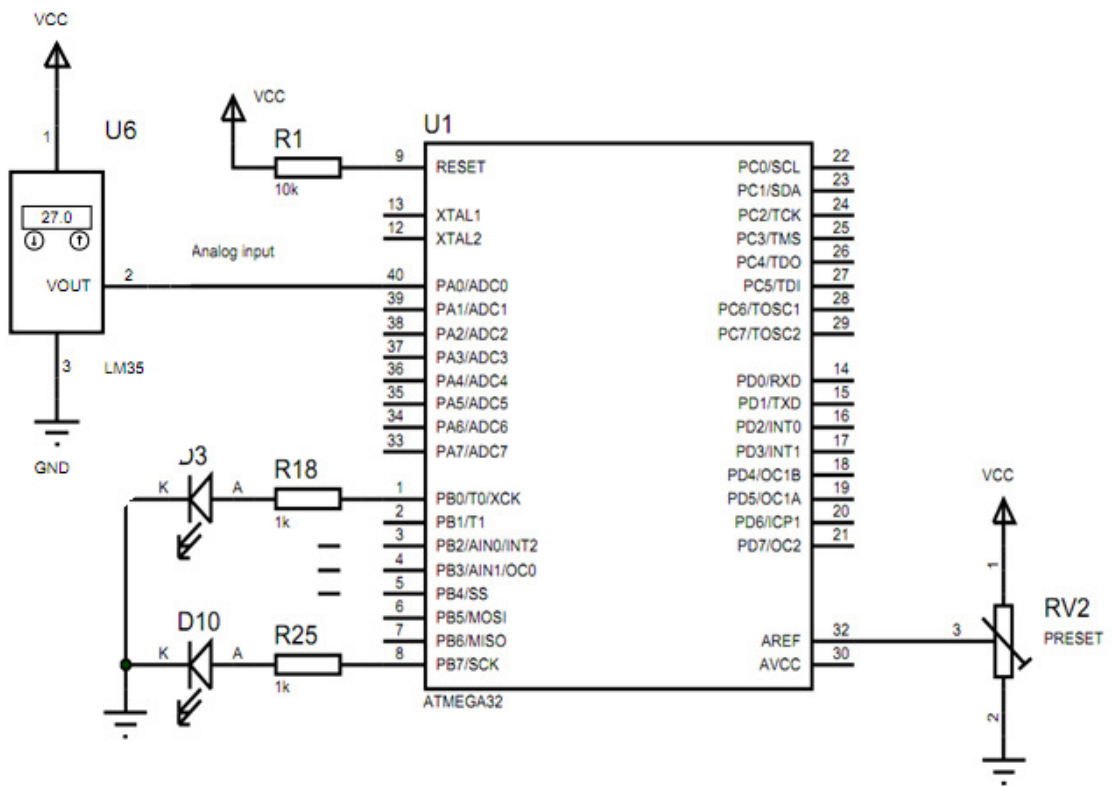 VCC
1
U6
27.0
VOUT
2
3
LM35
GND
VCC
R1
10k
Analog input
U1
9 RESET
13 XTAL1
12 XTAL2
40 PA0/ADC0
39 PA1/ADC1
38 PA2/ADC2
37 PA3/ADC3
36 PA4/ADC4
35 PA5/ADC5
34 PA6/ADC6
33 PA7/ADC7
1 PB0/T0/XCK
2 PB1/T1
3 PB2/AIN0/INT2
4 PB3/AIN1/OC0
5 PB4/SS
6 PB5/MOSI
7 PB6/MISO
8 PB7/SCK
ATMEGA32
PC0/SCL 22
PC1/SDA 23
PC2/TCK 24
PC3/TMS 25
PC4/TDO 26
PC5/TDI 27
PC6/TOSC1 28
PC7/TOSC2 29
PD0/RXD 14
PD1/TXD 15
PD2/INT0 16
PD3/INT1 17
PD4/OC1B 18
PD5/OC1A 19
PD6/ICP1 20
PD7/OC2 21
AREF 32
AVCC 30
D3
K A
R18
1k
D10
K A
R25
1k
VCC
1
3
RV2
PRESET
2